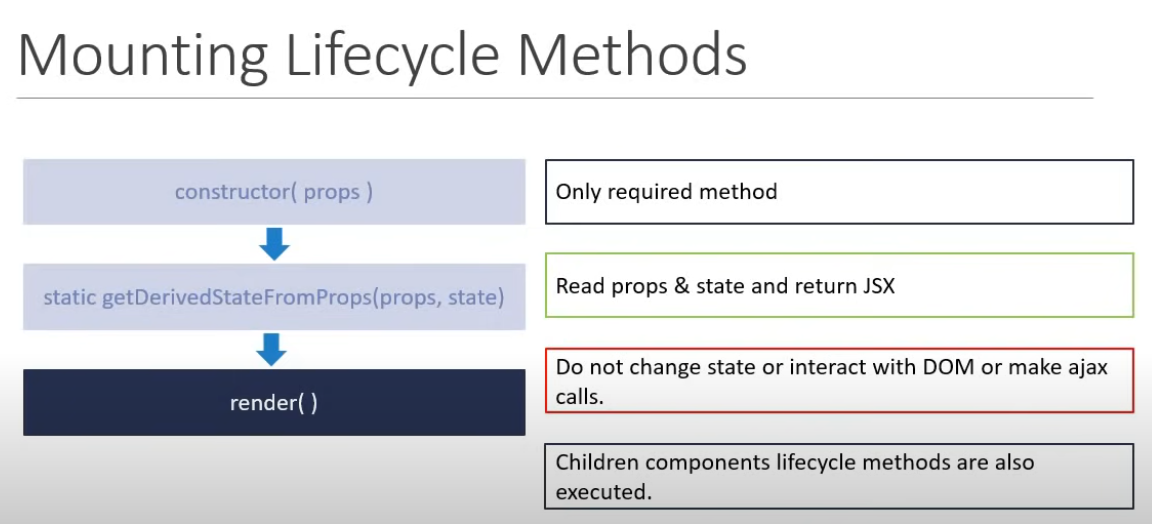 Mounting Lifecycle Methods
constructor( props )
static getDerivedStateFromProps(props, state)
render( )
Only required method
Read props & state and return JSX
Do not change state or interact with DOM or make ajax
calls.
Children components lifecycle methods are also
executed.